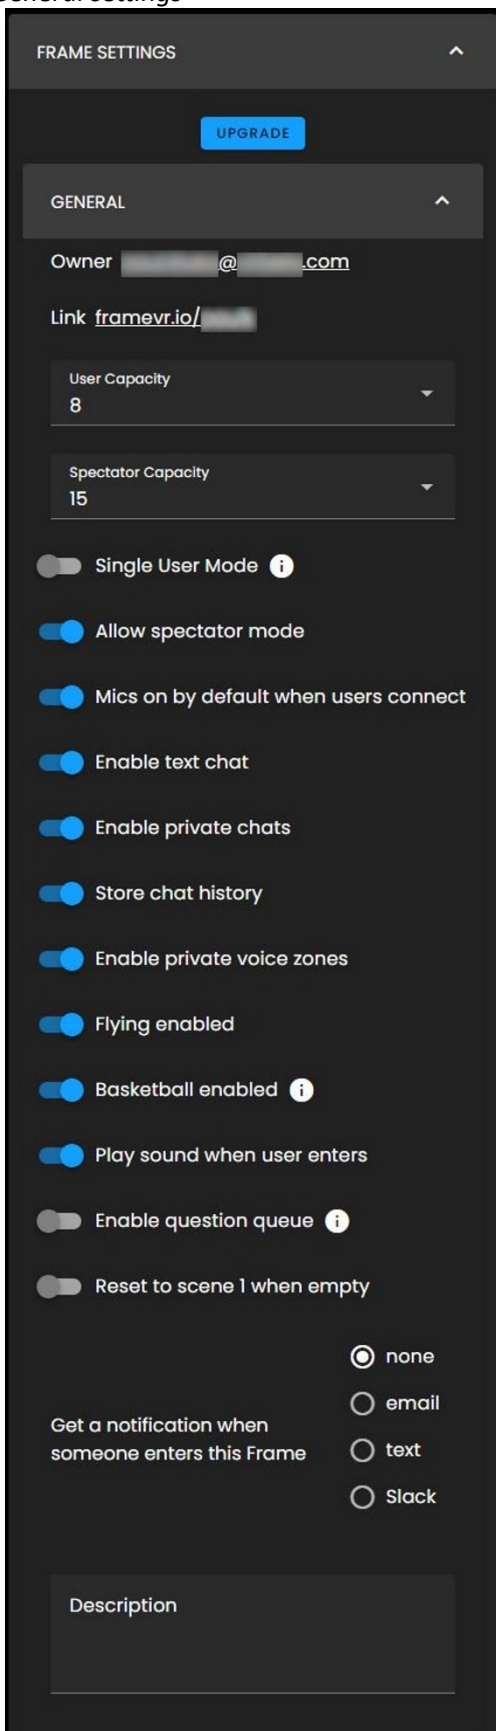 General settings
FRAME SETTINGS
UPGRADE
GENERAL
Owner @ .com
Link framevr.io/
User Capacity
8
Spectator Capacity
15
Single User Mode i
Allow spectator mode
Mics on by default when users connect
Enable text chat
Enable private chats
Store chat history
Enable private voice zones
Flying enabled
Basketball enabled i
Play sound when user enters
Enable question queue i
Reset to scene 1 when empty
none
email
Get a notification when
someone enters this Frame
text
Slack
Description